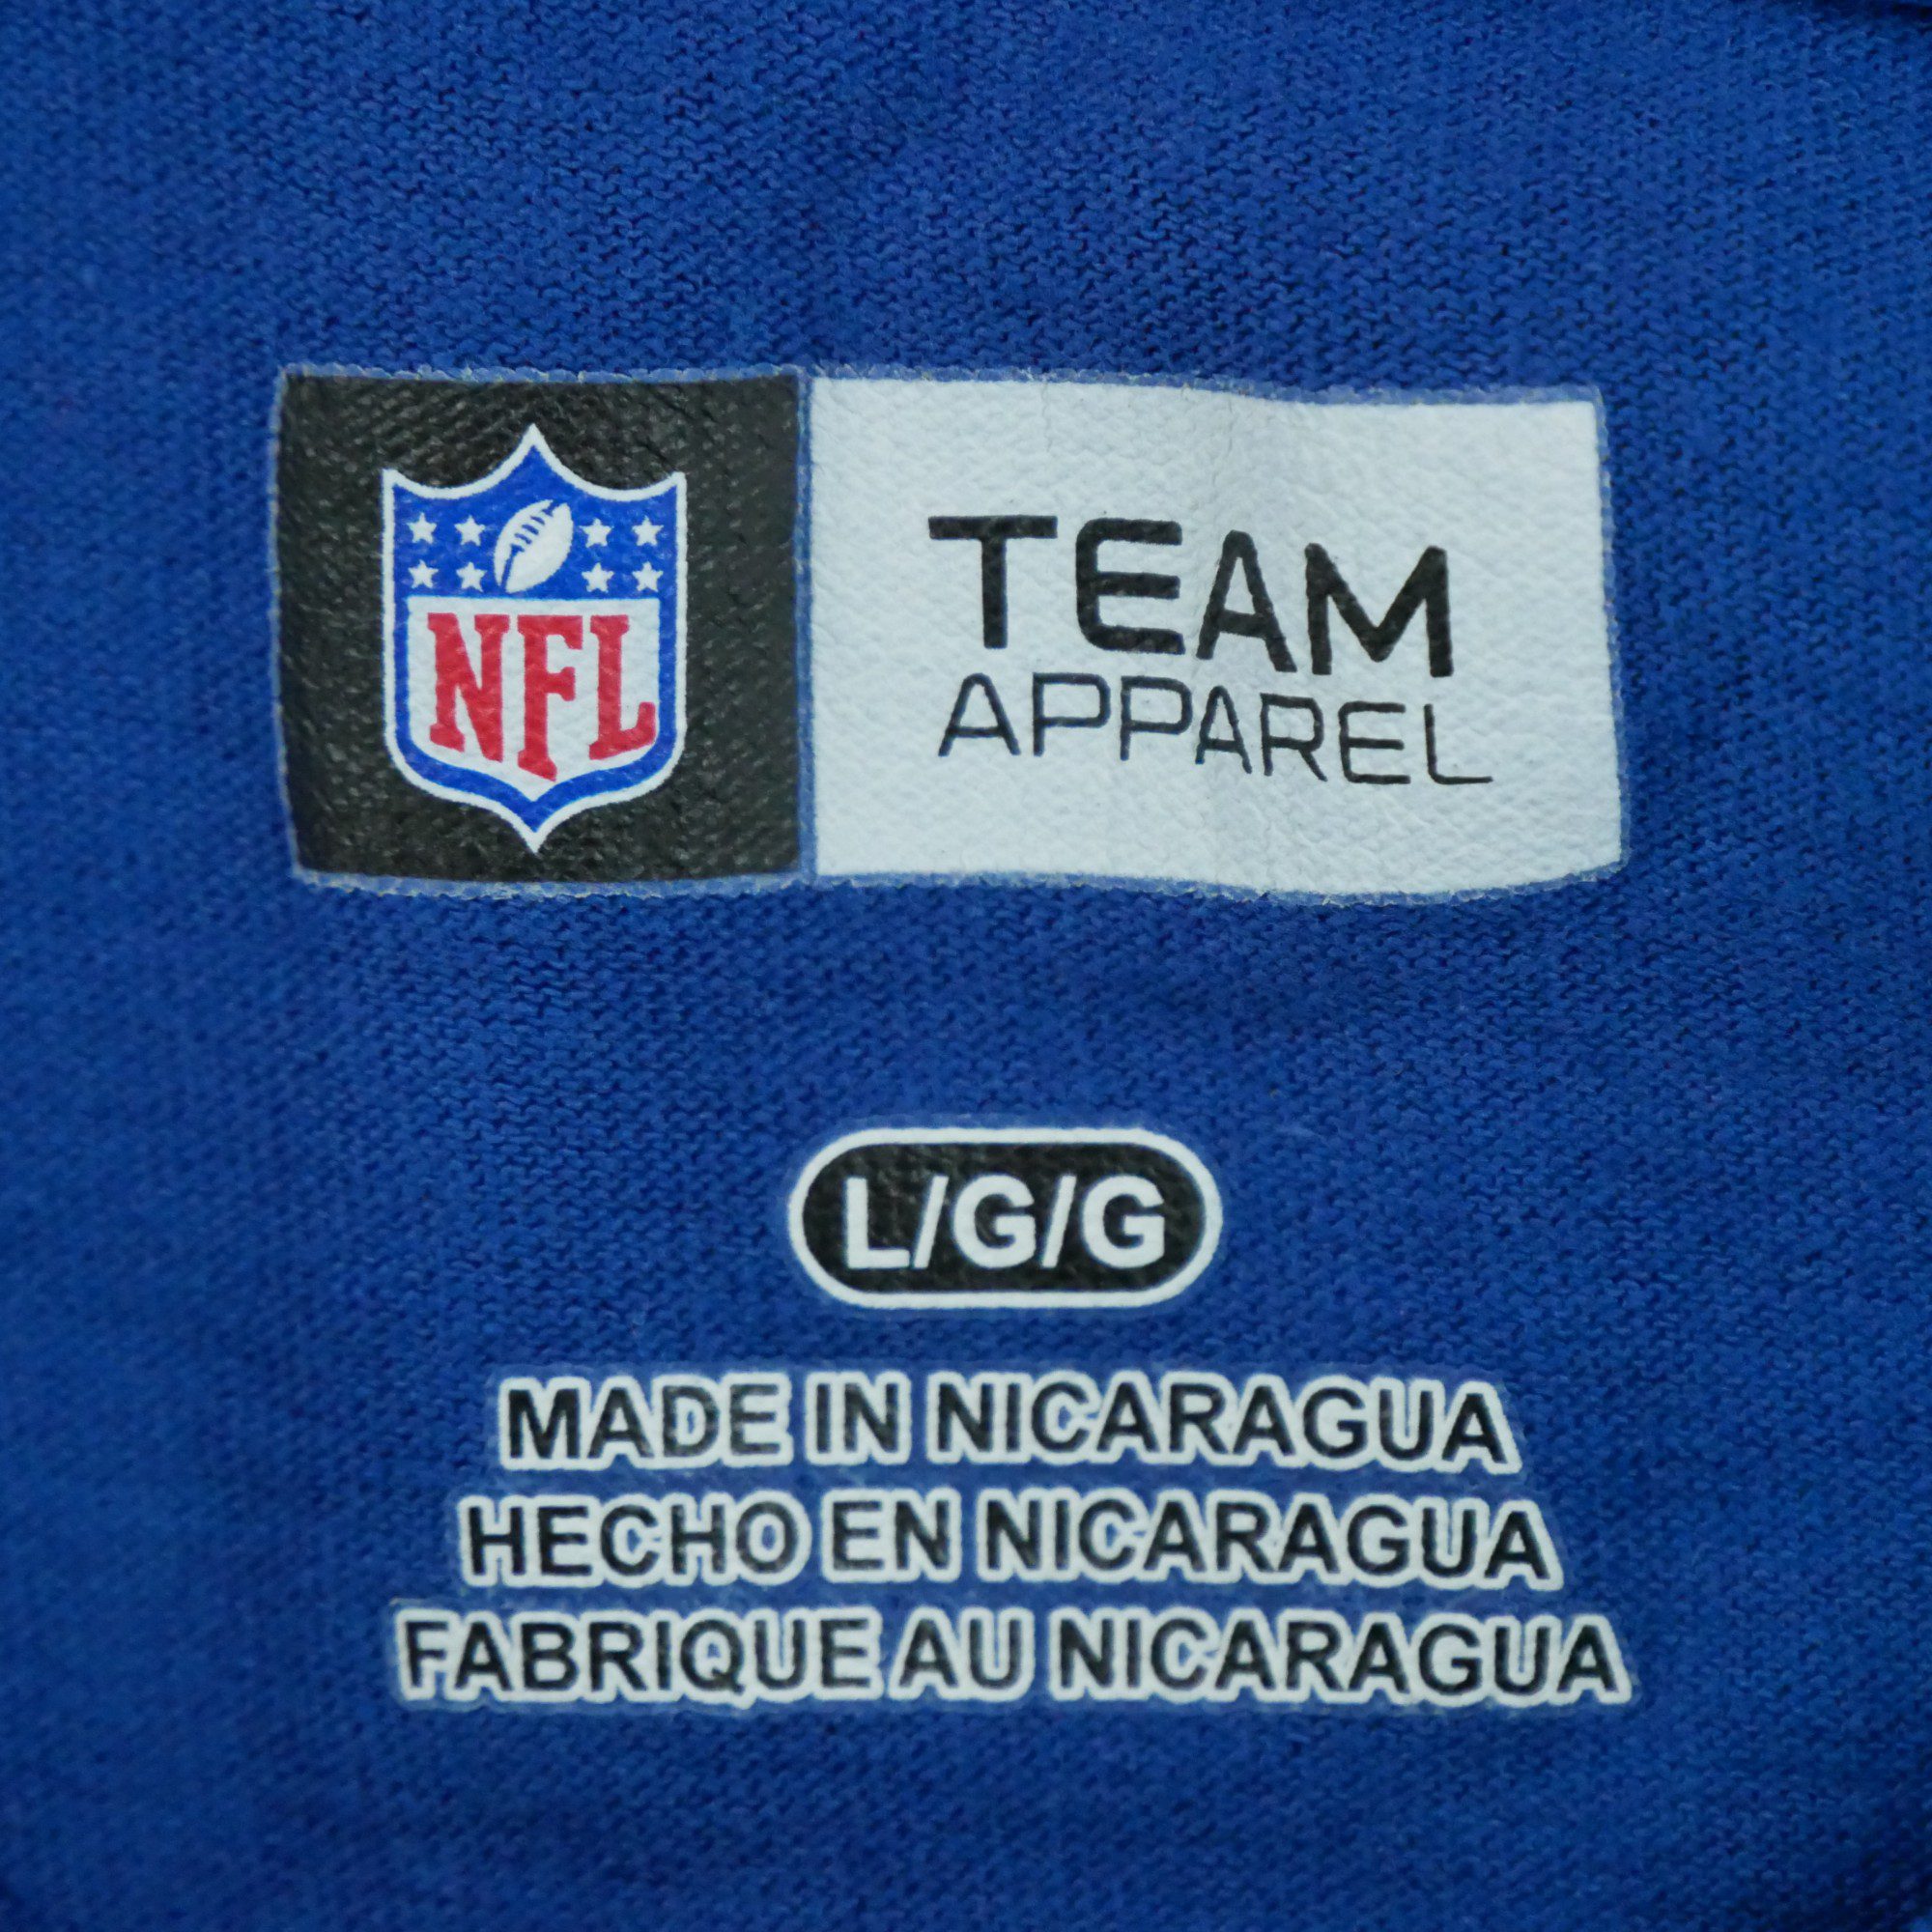 NFL
TEAM
APPAREL
L/G/G
MADE IN NICARAGUA
HECHO EN NICARAGUA
FABRIQUE AU NICARAGUA